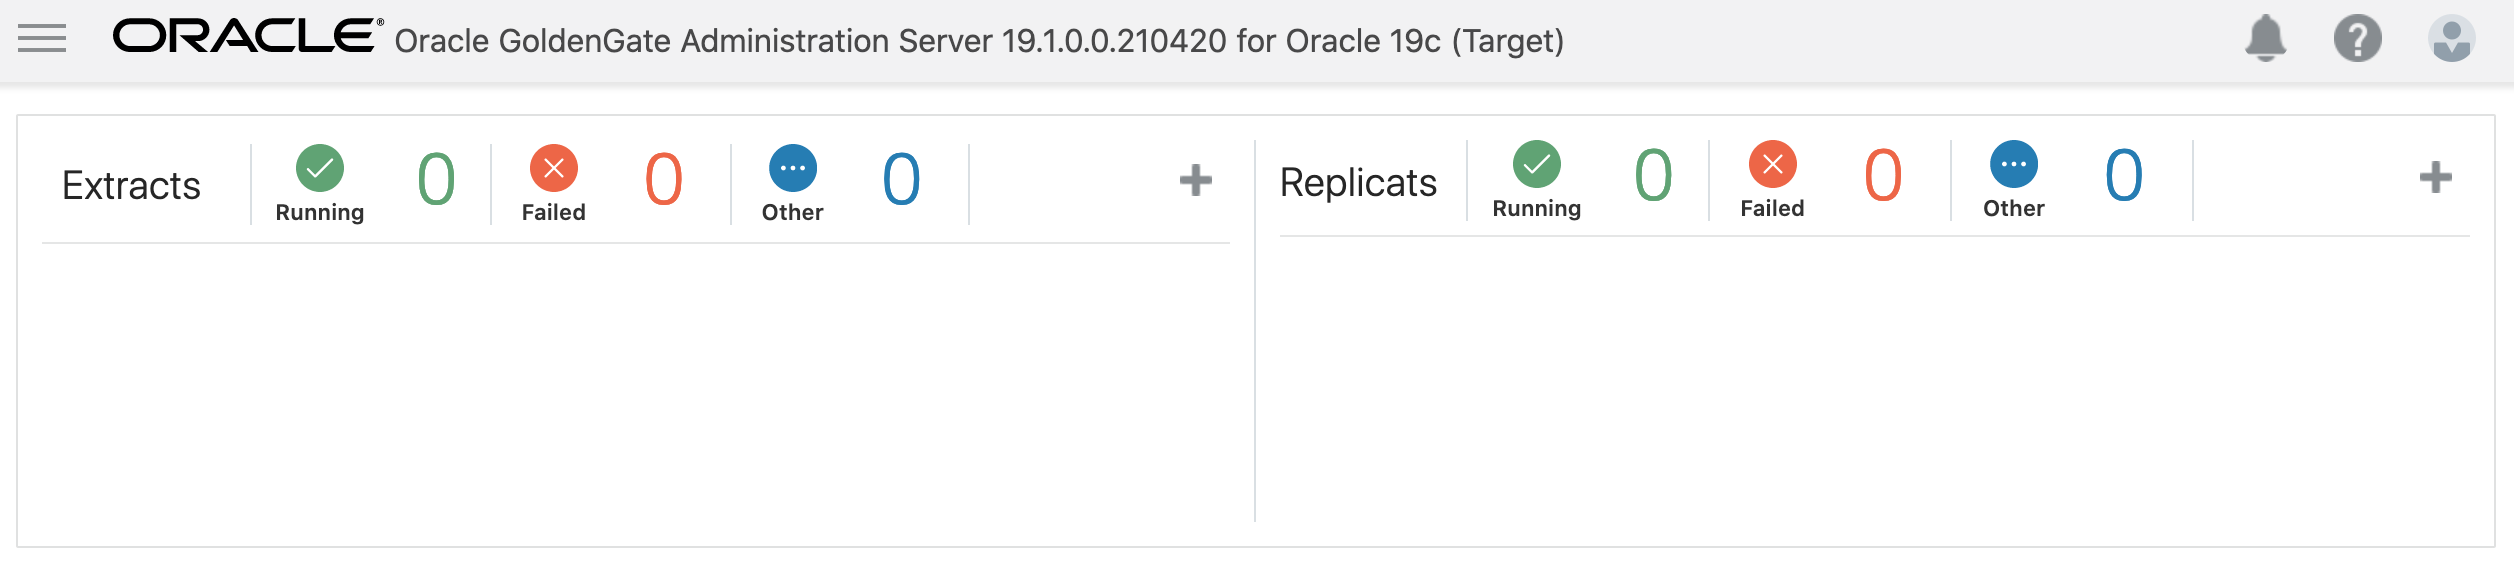 ORACLE® Oracle GoldenGate Administration Server 19.1.0.0.210420 for Oracle 19c (Target)
Extracts Running 0 Failed 0 Other 0
Replicats Running 0 Failed 0 Other 0